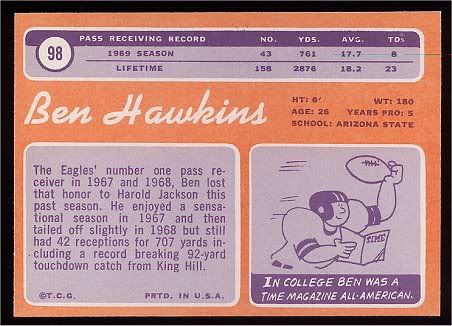 98
PASS RECEIVING RECORD NO. YDS. AVG. TDs
1969 SEASON 43 761 17.7 8
LIFETIME 158 2876 18.2 23
Ben Hawkins
HT: 6' WT: 180
AGE: 26 YEARS PRO: 5
SCHOOL: ARIZONA STATE
The Eagles' number one pass re-
ceiver in 1967 and 1968, Ben lost
that honor to Harold Jackson this
past season. He enjoyed a sensa-
tional season in 1967 and then
tailed off slightly in 1968 but still
had 42 receptions for 707 yards in-
cluding a record breaking 92-yard
touchdown catch from King Hill.
©T.C.G. PRTD. IN U.S.A.
TIME
IN COLLEGE BEN WAS A
TIME MAGAZINE ALL-AMERICAN.